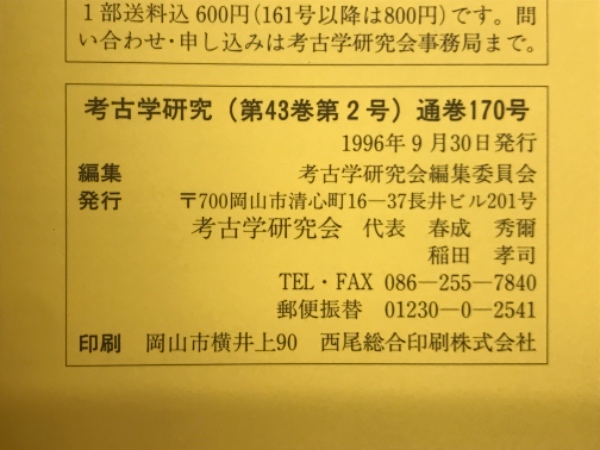 1部送料込600円(161号以降は800円)です。問
い合わせ・申し込みは考古学研究会事務局まで。
考古学研究(第43巻第2号)通巻170号
1996年9月30日発行
編集 考古学研究会編集委員会
発行 〒700岡山市清心町16―37長井ビル201号
考古学研究会 代表 春成 秀爾
稲田 孝司
TEL・FAX 086―255―7840
郵便振替 01230―0―2541
印刷 岡山市横井上90 西尾総合印刷株式会社